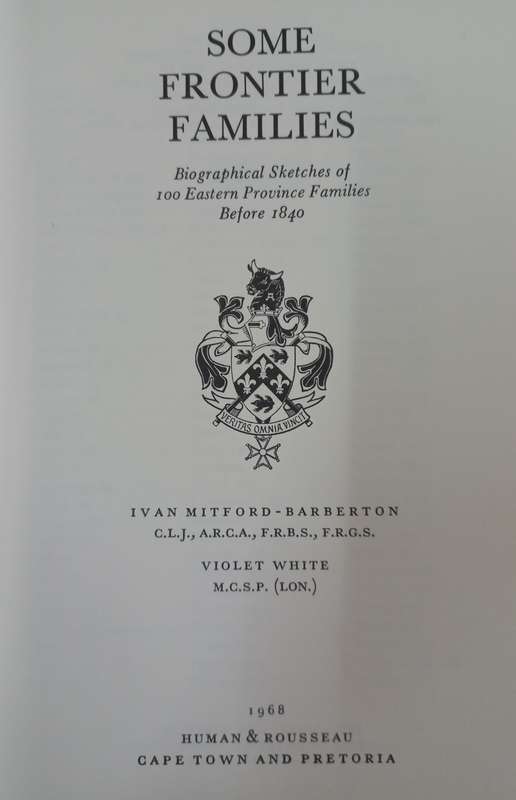 SOME
FRONTIER
FAMILIES
Biographical Sketches of
100 Eastern Province Families
Before 1840
VERITAS OMNIA VINCIT
IVAN MITFORD-BARBERTON
C.L.J., A.R.C.A., F.R.B.S., F.R.G.S.
VIOLET WHITE
M.C.S.P. (LON.)
1968
HUMAN & ROUSSEAU
CAPE TOWN AND PRETORIA